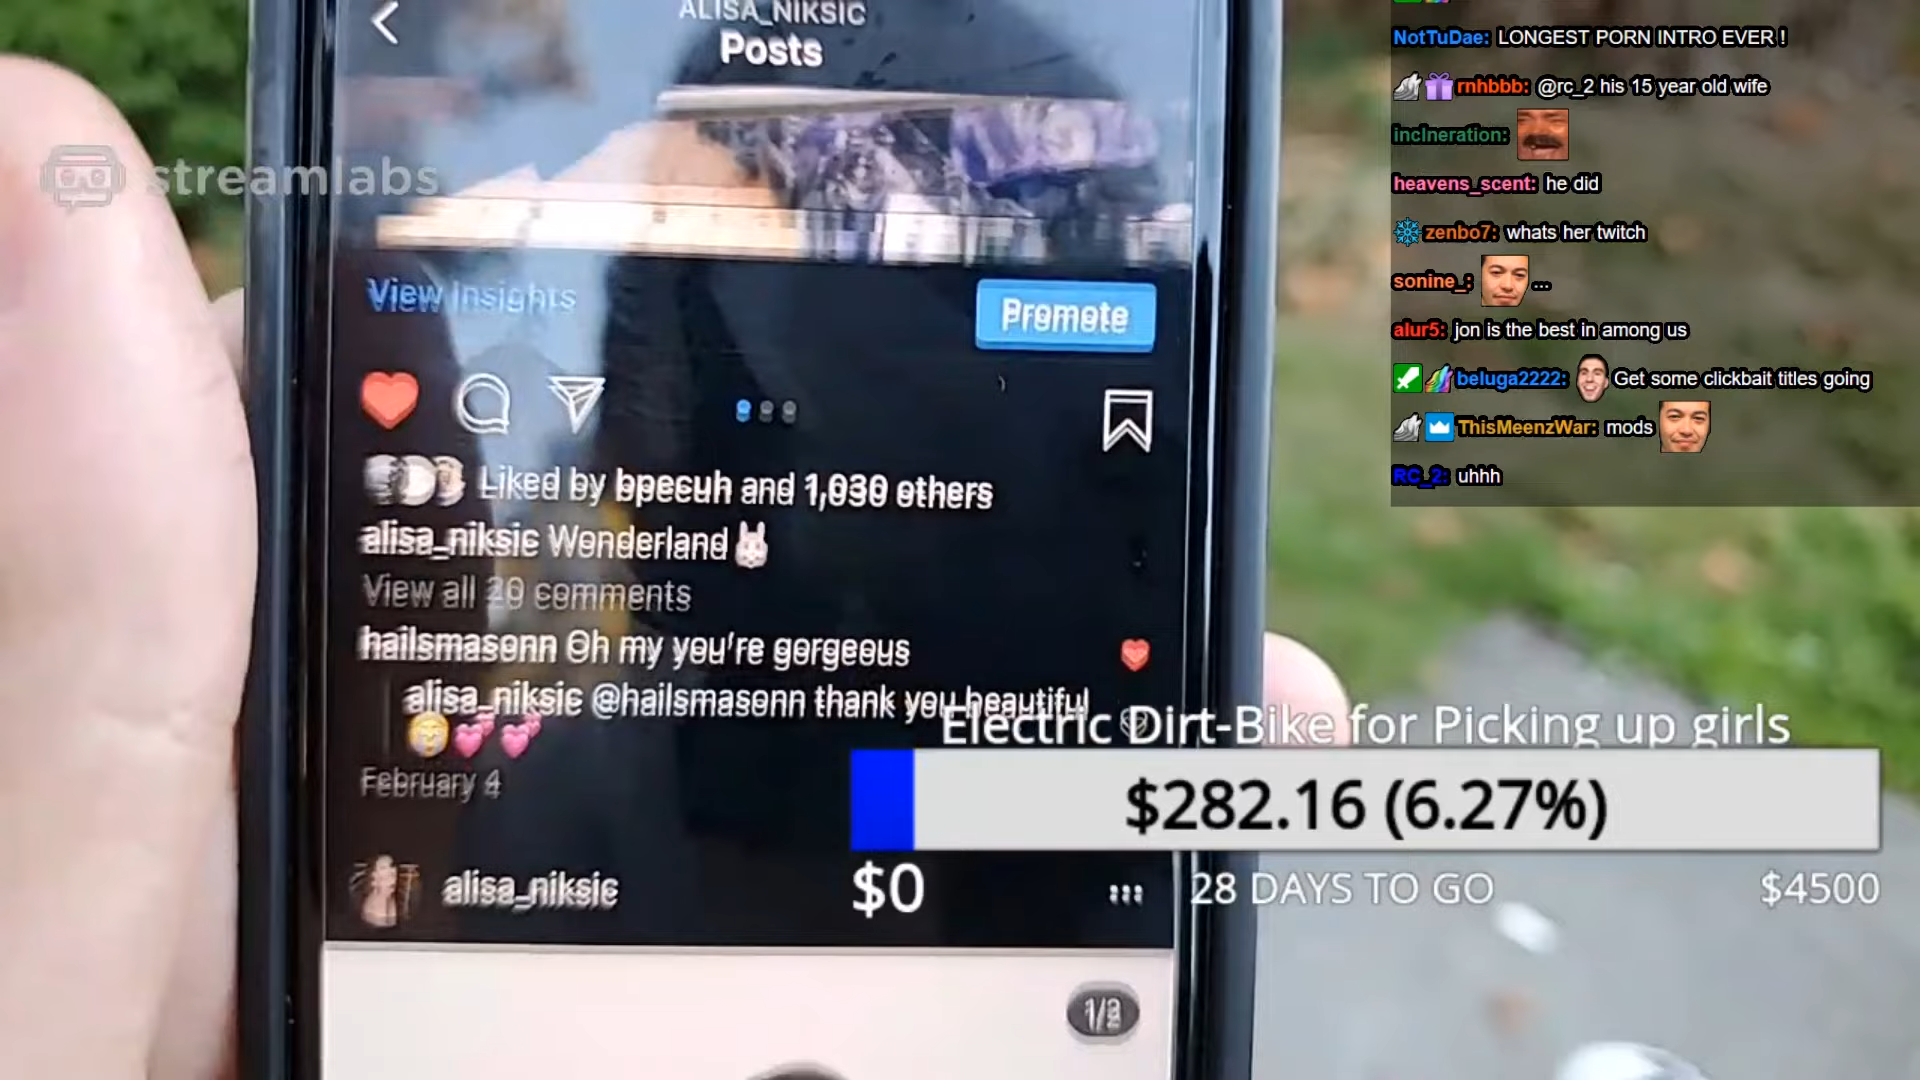 ALISA_NIKSIC
Posts
streamlabs
View Insights
Promote
Liked by bpecuh and 1,030 others
alisa_niksic Wonderland
View all 20 comments
hailsmasonn Oh my you're gorgeous
alisa_niksic @hailsmasonn thank you beautiful
February 4
alisa_niksic
NotTuDae: LONGEST PORN INTRO EVER !
rnhbbb: @rc_2 his 15 year old wife
incIneration:
heavens_scent: he did
zenbo7: whats her twitch
sonine_: ...
alur5: jon is the best in among us
beluga2222: Get some clickbait titles going
ThisMeenzWar: mods
RC_2: uhhh
Electric Dirt-Bike for Picking up girls
$282.16 (6.27%)
$0
28 DAYS TO GO
$4500